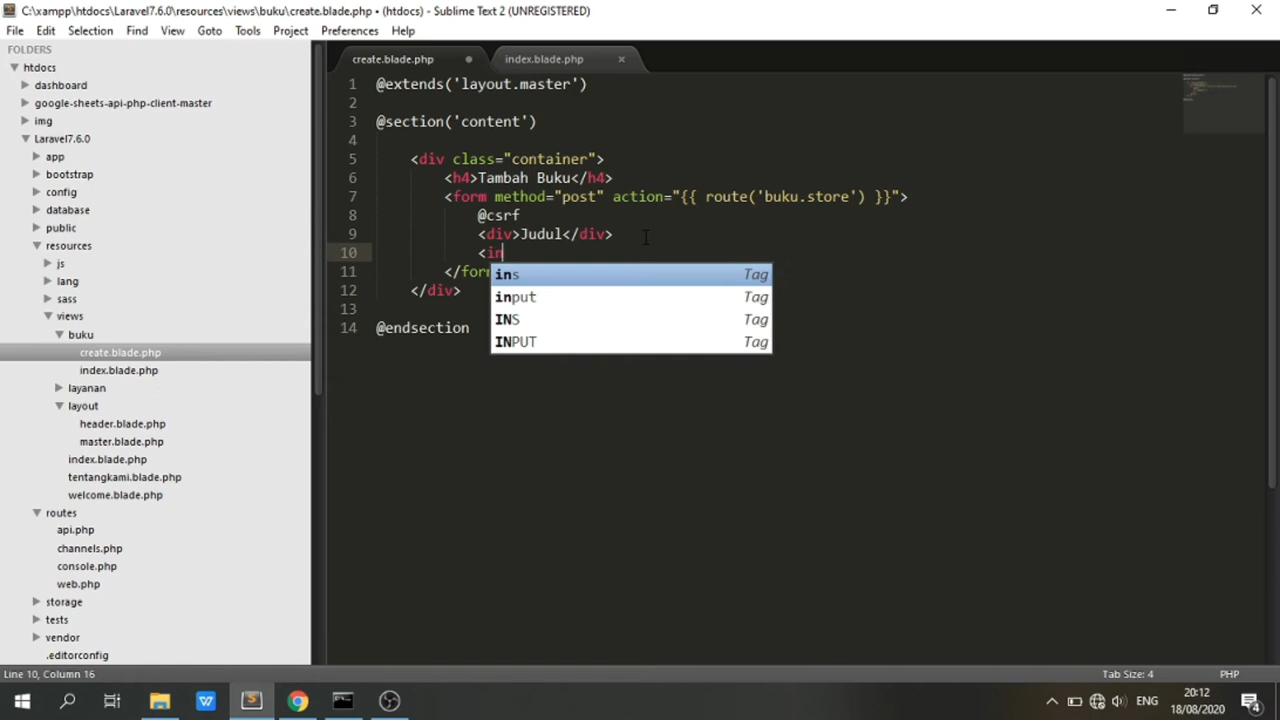 C:\xampp\htdocs\Laravel7.6.0\resources\views\buku\create.blade.php • (htdocs) - Sublime Text 2 (UNREGISTERED)
File Edit Selection Find View Goto Tools Project Preferences Help
FOLDERS
htdocs
dashboard
google-sheets-api-php-client-master
img
Laravel7.6.0
app
bootstrap
config
database
public
resources
js
lang
sass
views
buku
create.blade.php
index.blade.php
layanan
layout
header.blade.php
master.blade.php
index.blade.php
tentangkami.blade.php
welcome.blade.php
routes
api.php
channels.php
console.php
web.php
storage
tests
vendor
.editorconfig
create.blade.php index.blade.php
1 @extends('layout.master')
2
3 @section('content')
4
5 <div class="container">
6 <h4>Tambah Buku</h4>
7 <form method="post" action="{{ route('buku.store') }}">
8 @csrf
9 <div>Judul</div>
10 <in
11 </form
12 </div>
13
14 @endsection
ins Tag
input Tag
INS Tag
INPUT Tag
Line 10, Column 16 Tab Size: 4 PHP
ENG 20:12
18/08/2020
4